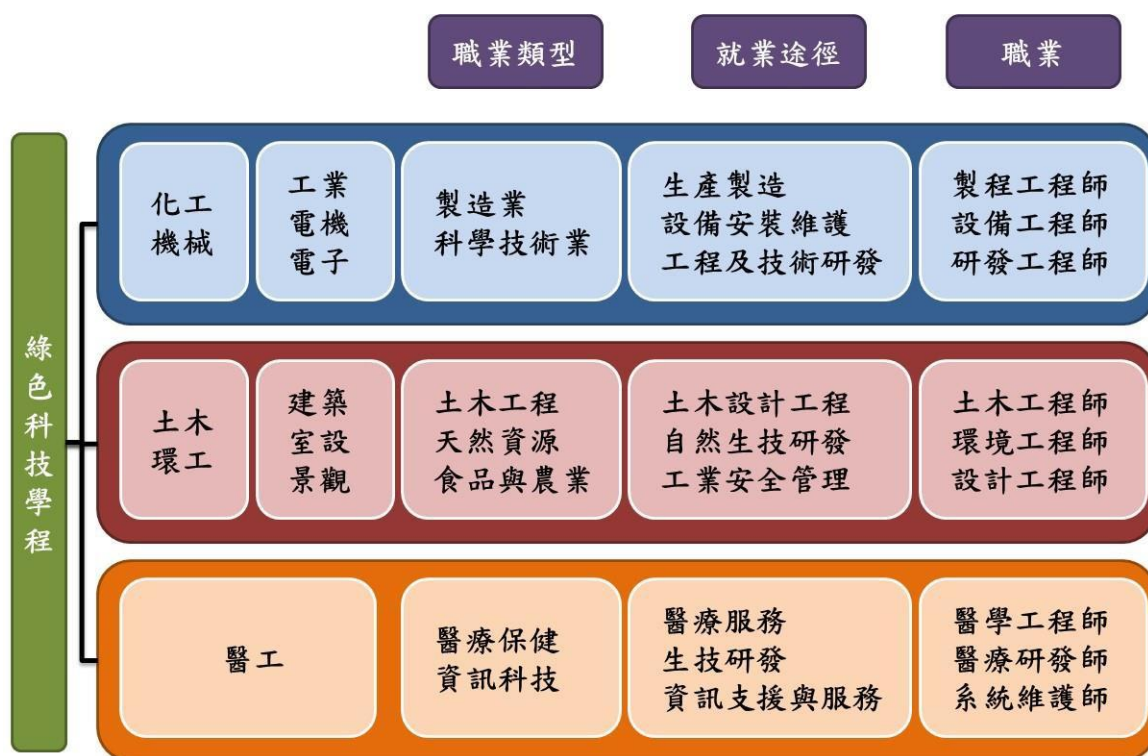 職業類型
就業途徑
職業
綠色科技學程
化工
機械
工業
電機
電子
製造業
科學技術業
生產製造
設備安裝維護
工程及技術研發
製程工程師
設備工程師
研發工程師
土木
環工
建築
室設
景觀
土木工程
天然資源
食品與農業
土木設計工程
自然生技研發
工業安全管理
土木工程師
環境工程師
設計工程師
醫工
醫療保健
資訊科技
醫療服務
生技研發
資訊支援與服務
醫學工程師
醫療研發師
系統維護師